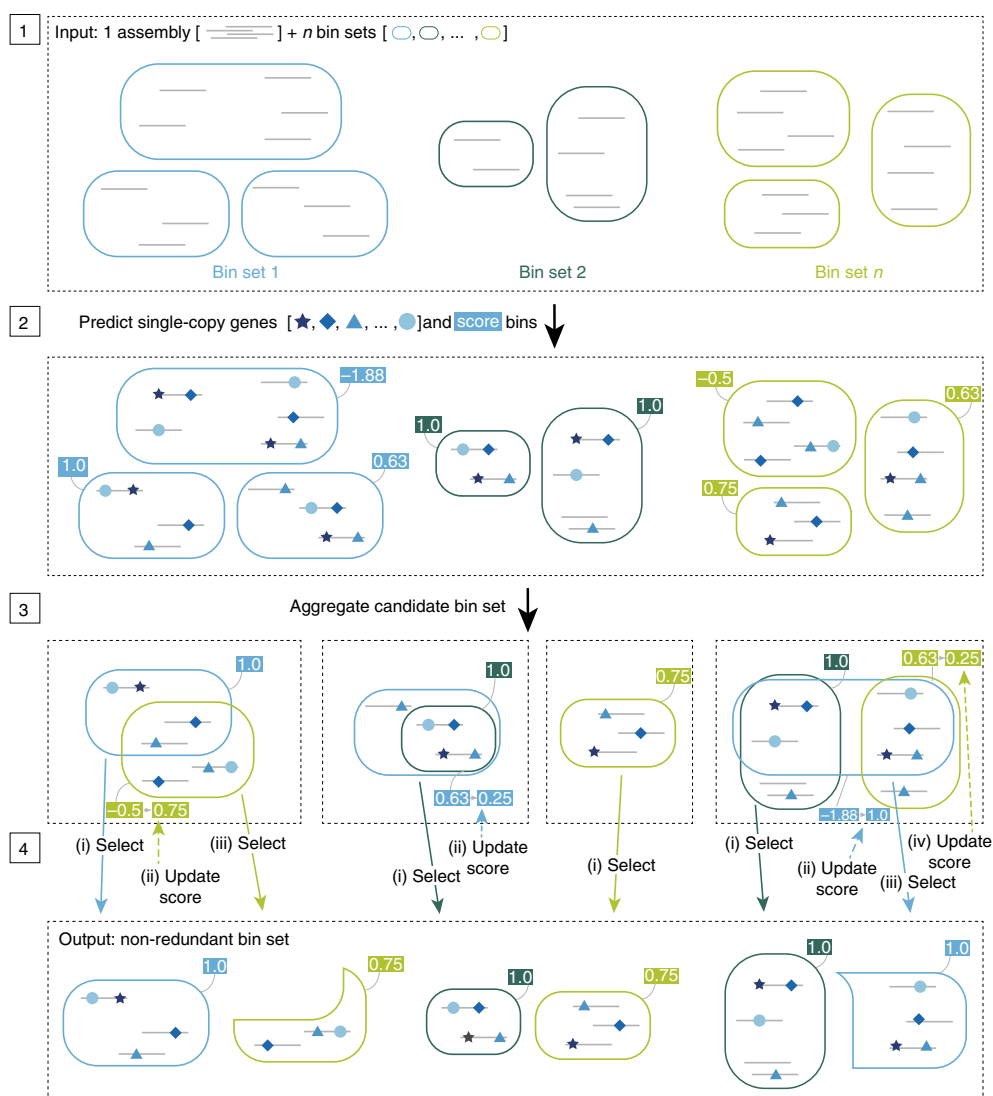 1
Input: 1 assembly [ ] + n bin sets [ , , ... , ]
Bin set 1
Bin set 2
Bin set n
2
Predict single-copy genes [ , , , ... , ]and score bins
−1.88
1.0
0.63
1.0
1.0
−0.5
0.63
0.75
3
Aggregate candidate bin set
1.0
−0.5
0.75
1.0
0.63
0.25
0.75
1.0
0.63
0.25
−1.88
1.0
4
(i) Select
(ii) Update
score
(iii) Select
(i) Select
(ii) Update
score
(i) Select
(i) Select
(ii) Update
score
(iii) Select
(iv) Update
score
Output: non-redundant bin set
1.0
0.75
1.0
0.75
1.0
1.0